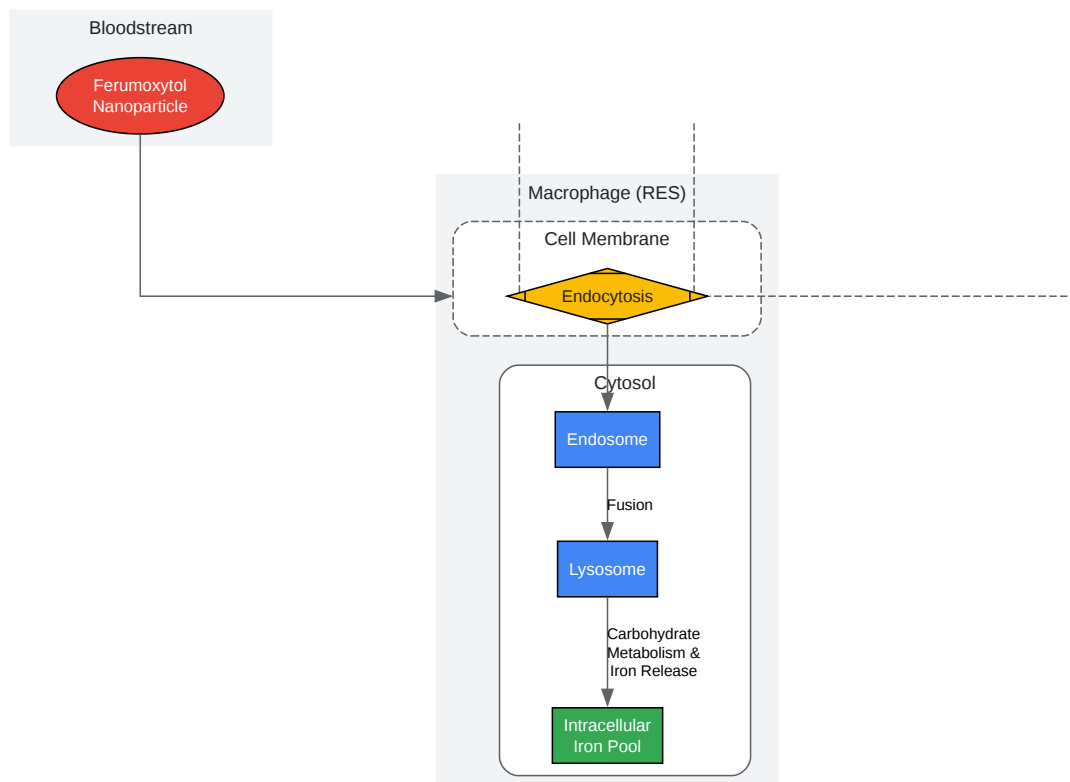 Bloodstream
Ferumoxytol
Nanoparticle
Macrophage (RES)
Cell Membrane
Endocytosis
Cytosol
Endosome
Fusion
Lysosome
Carbohydrate
Metabolism &
Iron Release
Intracellular
Iron Pool